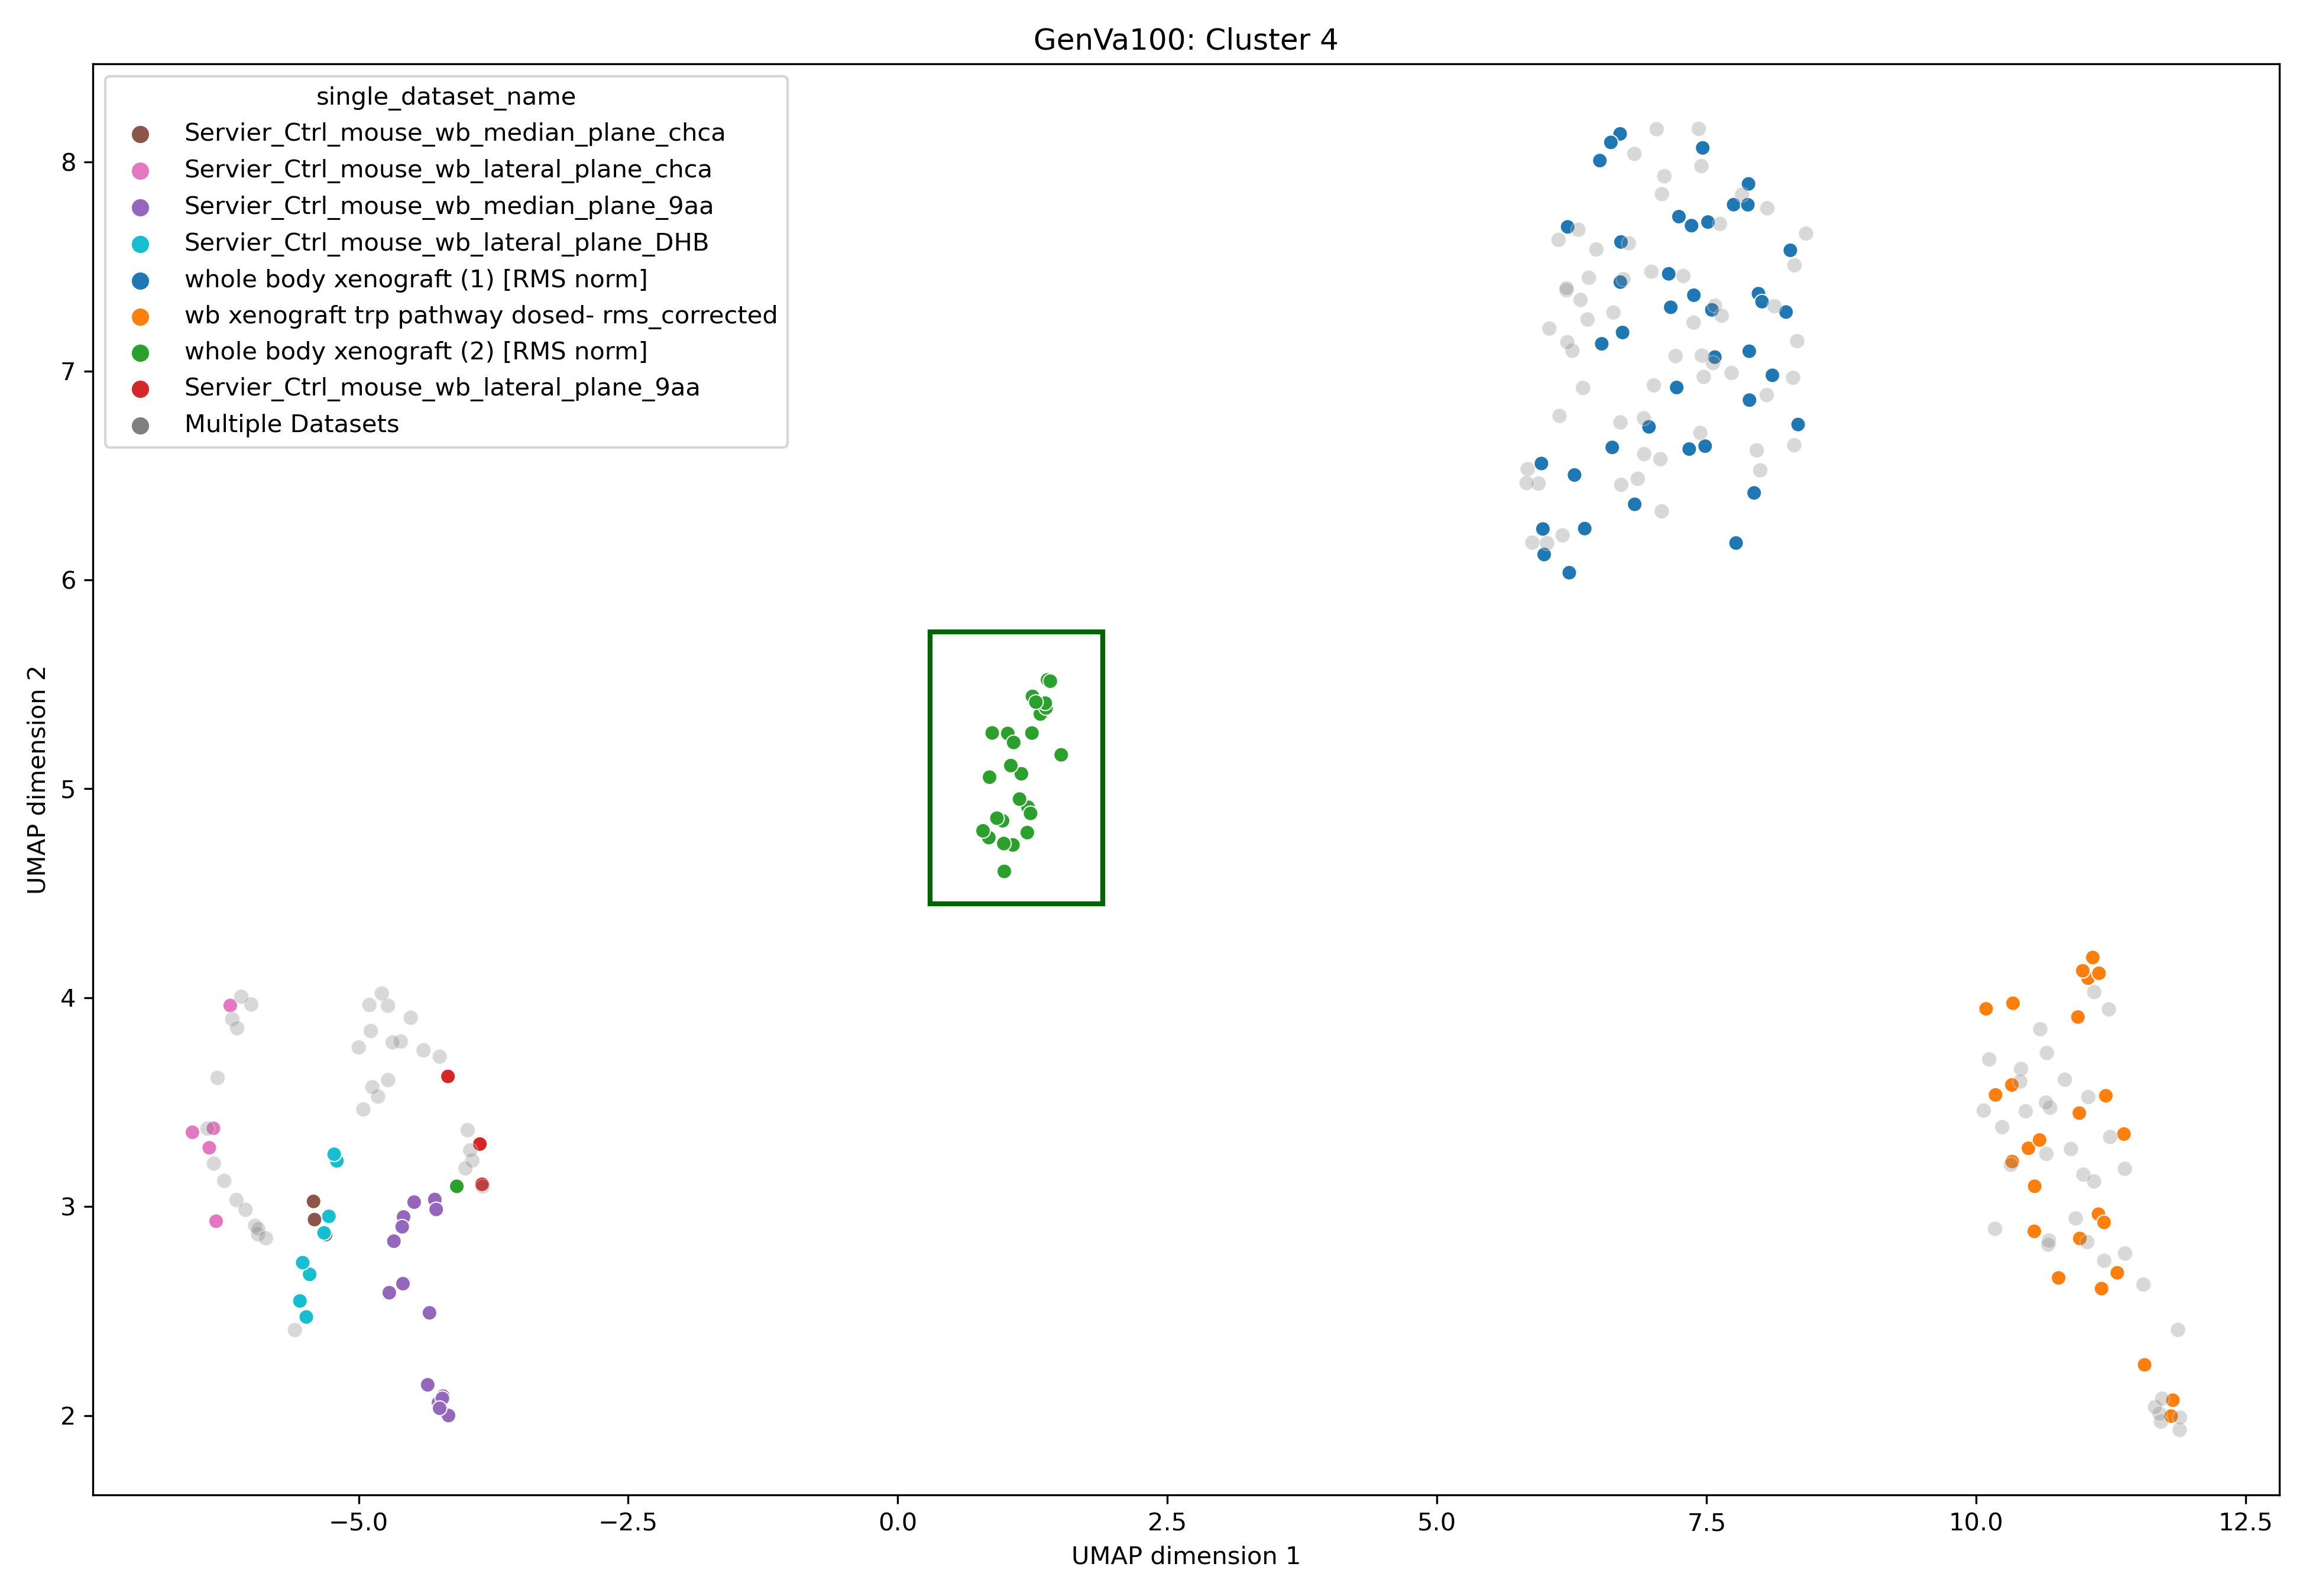 GenVa100: Cluster 4
single_dataset_name
Servier_Ctrl_mouse_wb_median_plane_chca
Servier_Ctrl_mouse_wb_lateral_plane_chca
Servier_Ctrl_mouse_wb_median_plane_9aa
Servier_Ctrl_mouse_wb_lateral_plane_DHB
whole body xenograft (1) [RMS norm]
wb xenograft trp pathway dosed- rms_corrected
whole body xenograft (2) [RMS norm]
Servier_Ctrl_mouse_wb_lateral_plane_9aa
Multiple Datasets
UMAP dimension 2
8
7
6
5
4
3
2
−5.0
−2.5
0.0
2.5
5.0
7.5
10.0
12.5
UMAP dimension 1